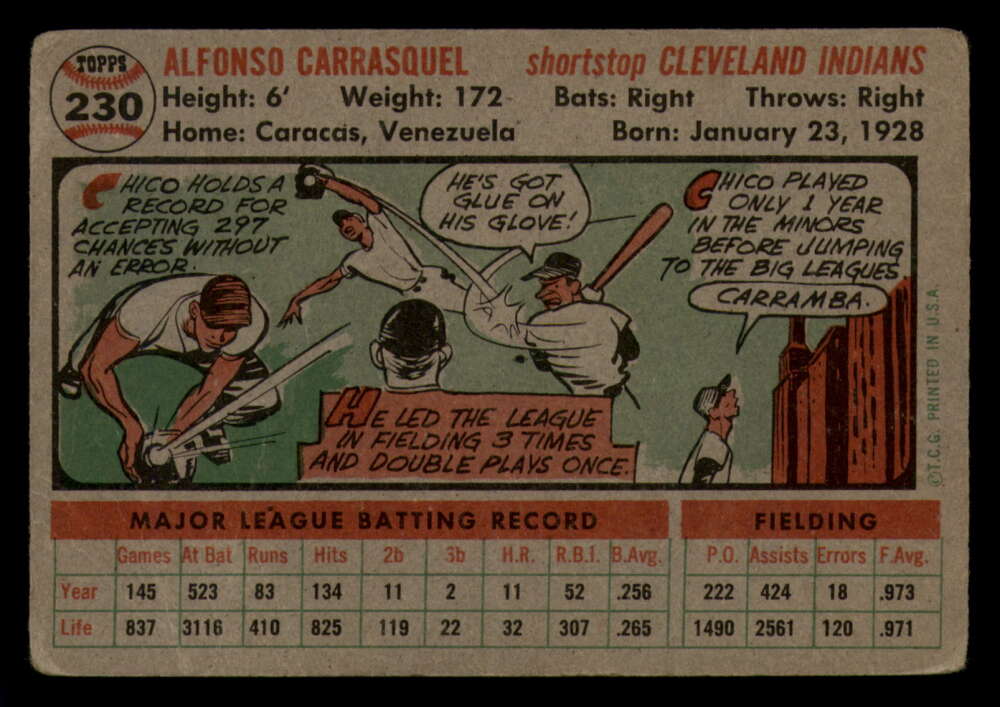 TOPPS
230
ALFONSO CARRASQUEL shortstop CLEVELAND INDIANS
Height: 6' Weight: 172 Bats: Right Throws: Right
Home: Caracas, Venezuela Born: January 23, 1928
CHICO HOLDS A
RECORD FOR
ACCEPTING 297
CHANCES WITHOUT
AN ERROR.
HE'S GOT
GLUE ON
HIS GLOVE!
HE LED THE LEAGUE
IN FIELDING 3 TIMES
AND DOUBLE PLAYS ONCE.
CHICO PLAYED
ONLY 1 YEAR
IN THE MINORS
BEFORE JUMPING
TO THE BIG LEAGUES
CARRAMBA.
©T.C.G. PRINTED IN U.S.A.
MAJOR LEAGUE BATTING RECORD FIELDING
Games At Bat Runs Hits 2b 3b H.R. R.B.I. B.Avg. P.O. Assists Errors F.Avg.
Year 145 523 83 134 11 2 11 52 .256 222 424 18 .973
Life 837 3116 410 825 119 22 32 307 .265 1490 2561 120 .971